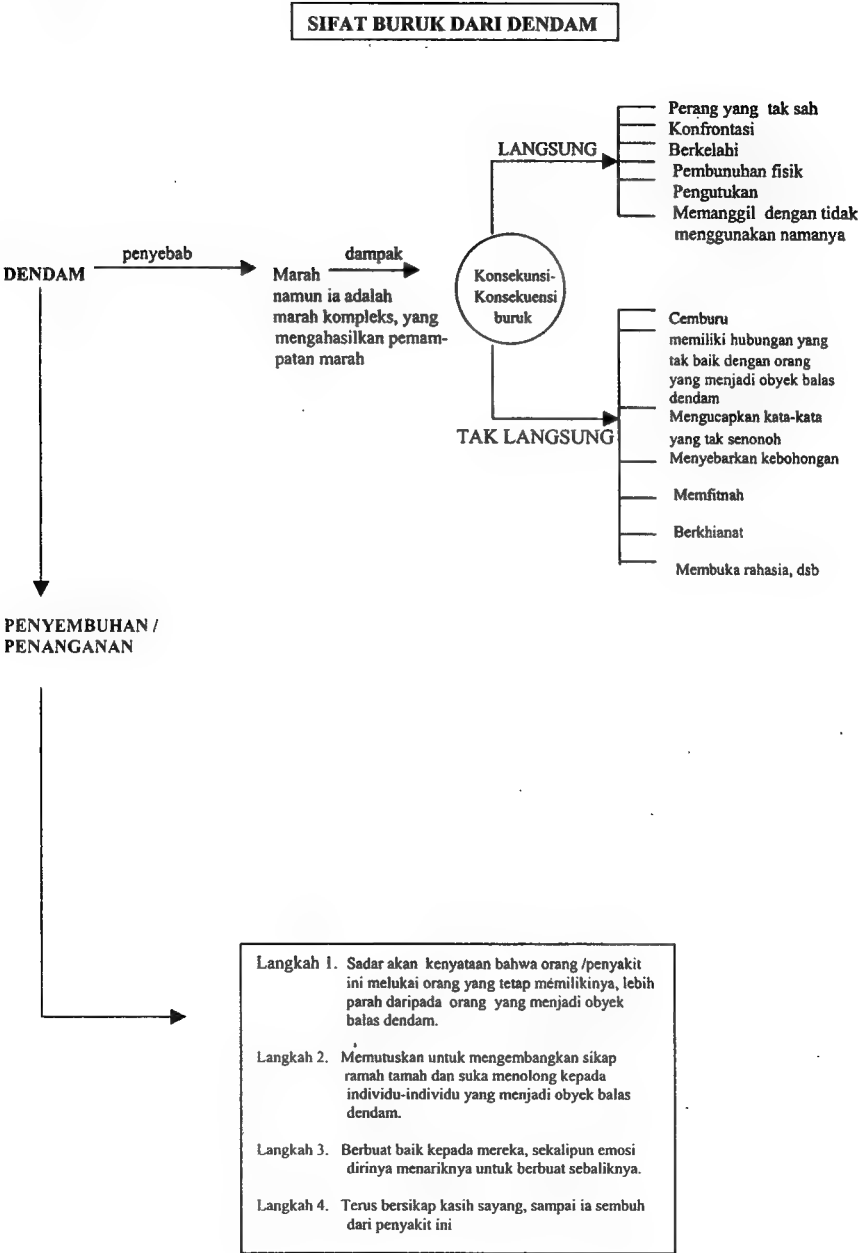 SIFAT BURUK DARI DENDAM
Perang yang tak sah
Konfrontasi
LANGSUNG
Berkelahi
Pembunuhan fisik
Pengutukan
Memanggil dengan tidak
menggunakan namanya
penyebab
dampak
DENDAM
Marah
namun ia adalah
marah kompleks, yang
mengahasilkan pemam-
patan marah
Konsekunsi-
Konsekuensi
buruk
Cemburu
memiliki hubungan yang
tak baik dengan orang
yang menjadi obyek balas
dendam
Mengucapkan kata-kata
yang tak senonoh
TAK LANGSUNG
Menyebarkan kebohongan
Memfitnah
Berkhianat
Membuka rahasia, dsb
PENYEMBUHAN /
PENANGANAN
Langkah 1. Sadar akan kenyataan bahwa orang /penyakit
ini melukai orang yang tetap memilikinya, lebih
parah daripada orang yang menjadi obyek
balas dendam.
Langkah 2. Memutuskan untuk mengembangkan sikap
ramah tamah dan suka menolong kepada
individu-individu yang menjadi obyek balas
dendam.
Langkah 3. Berbuat baik kepada mereka, sekalipun emosi
dirinya menariknya untuk berbuat sebaliknya.
Langkah 4. Terus bersikap kasih sayang, sampai ia sembuh
dari penyakit ini